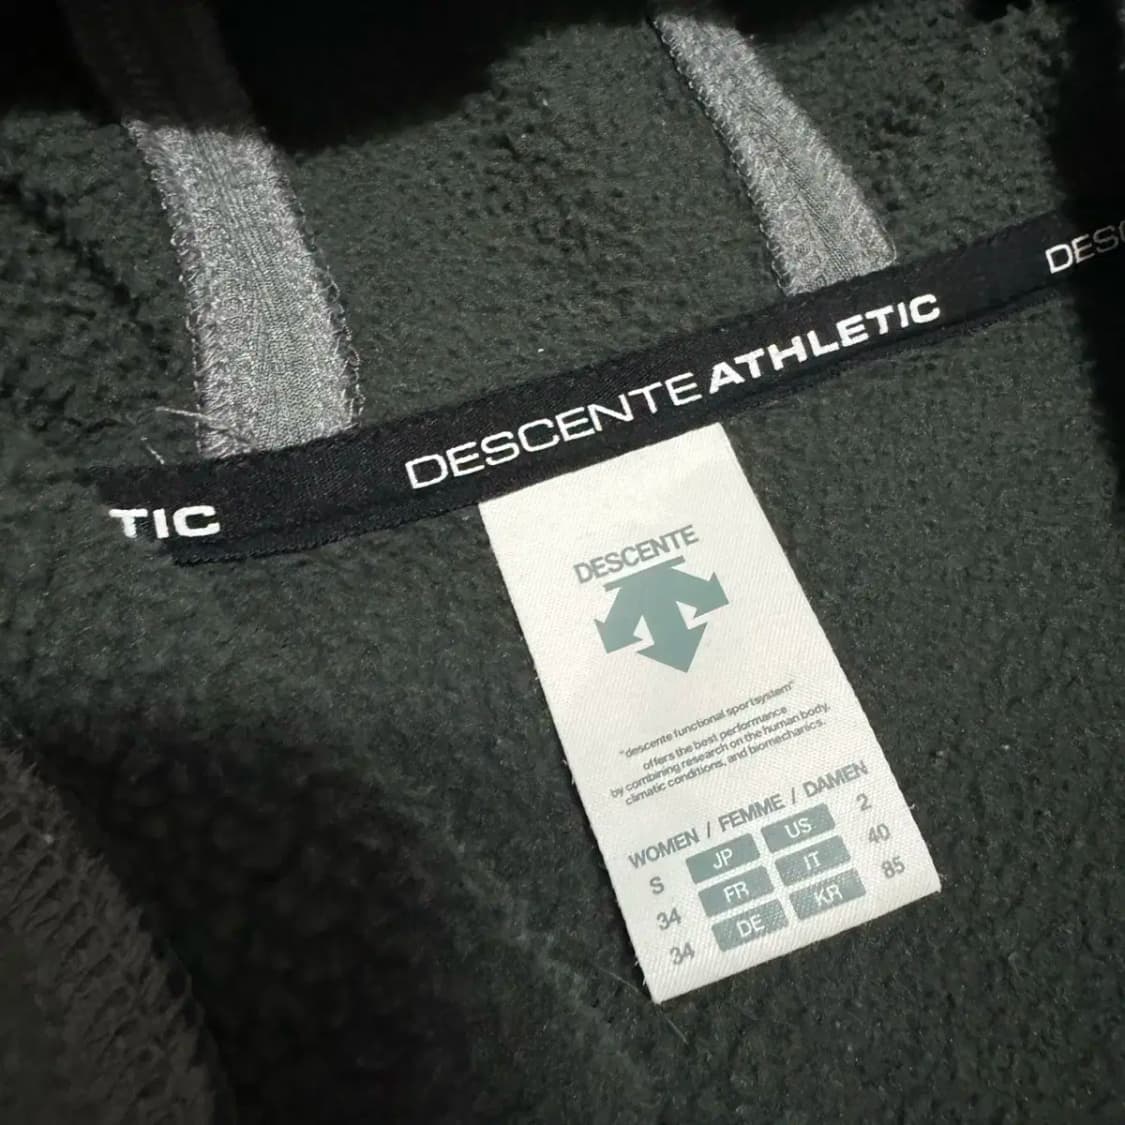 DESC
DESCENTE ATHLETIC
TIC
DESCENTE
"descente functional sportsystem"
offers the best performance
by combining research on the human body,
climatic conditions, and biomechanics.
WOMEN / FEMME / DAMEN
S JP US 2
34 FR IT 40
34 DE KR 85